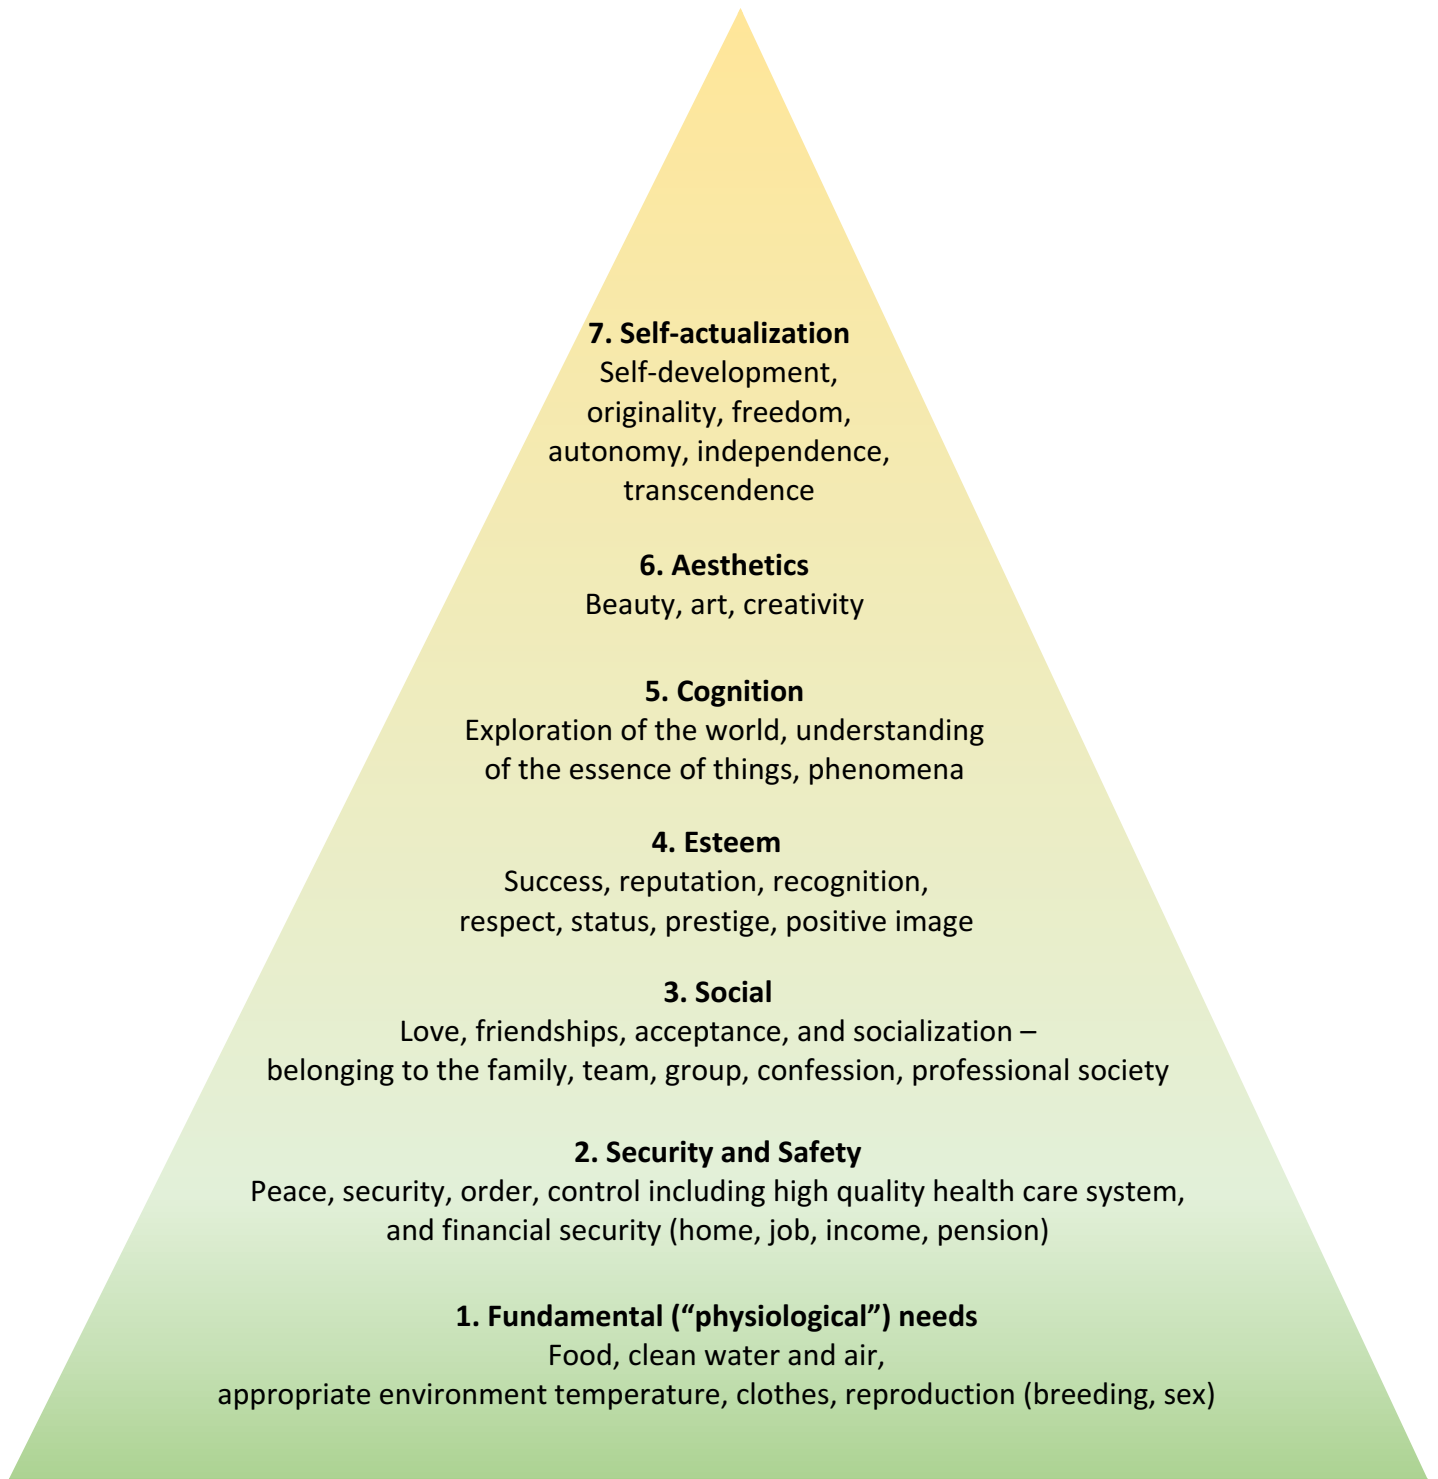 7. Self-actualization
Self-development,
originality, freedom,
autonomy, independence,
transcendence
6. Aesthetics
Beauty, art, creativity
5. Cognition
Exploration of the world, understanding
of the essence of things, phenomena
4. Esteem
Success, reputation, recognition,
respect, status, prestige, positive image
3. Social
Love, friendships, acceptance, and socialization –
belonging to the family, team, group, confession, professional society
2. Security and Safety
Peace, security, order, control including high quality health care system,
and financial security (home, job, income, pension)
1. Fundamental (“physiological”) needs
Food, clean water and air,
appropriate environment temperature, clothes, reproduction (breeding, sex)